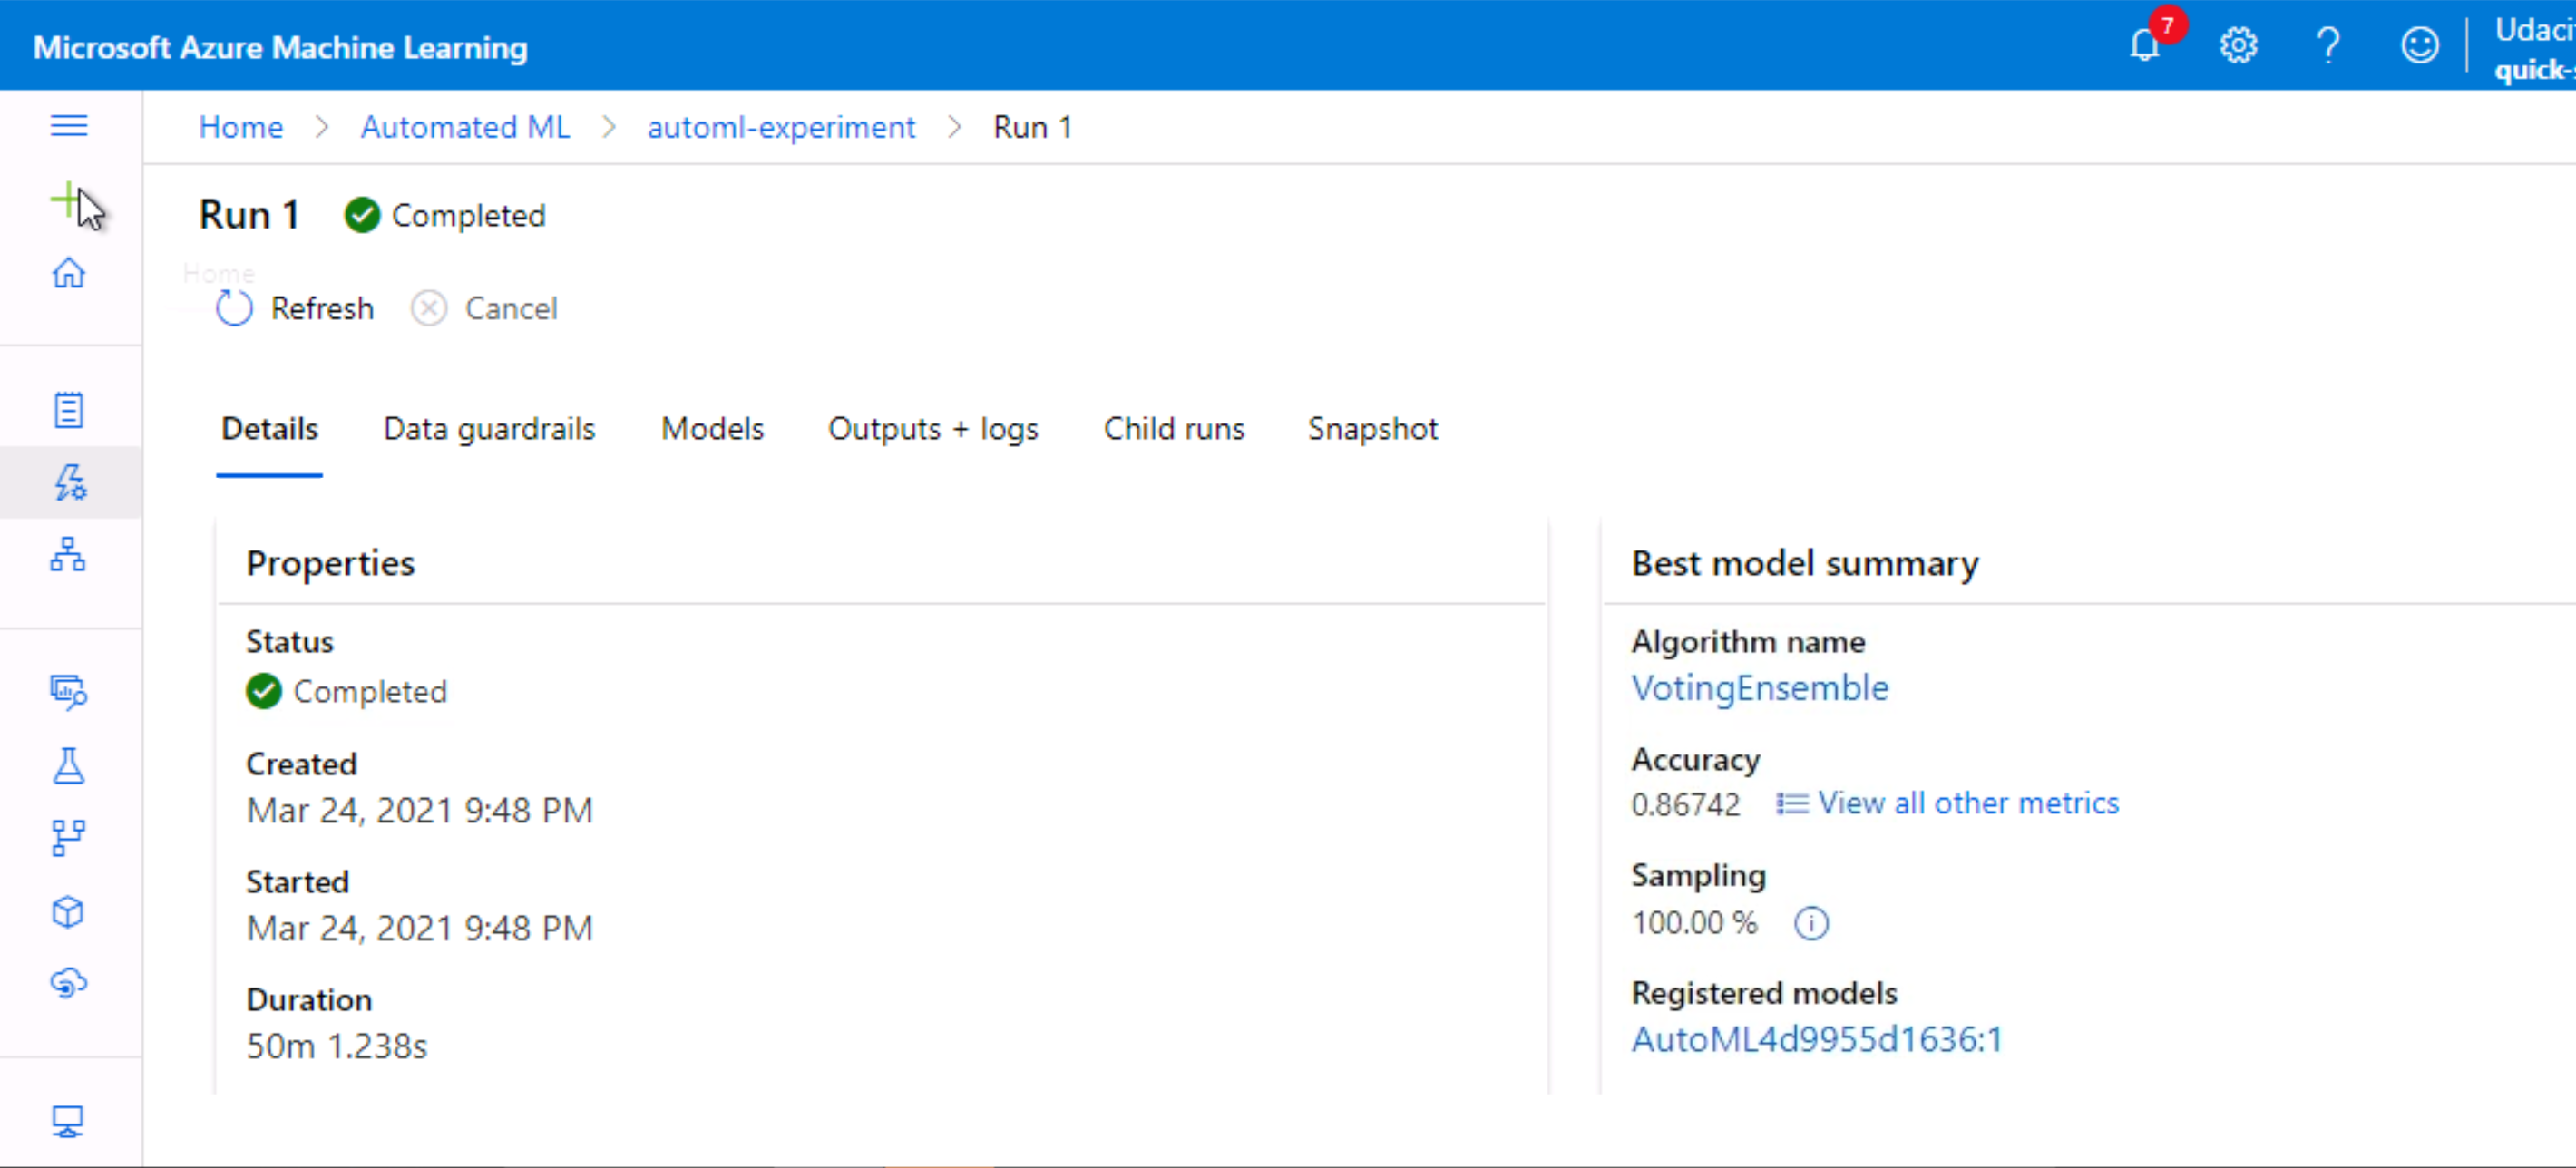 Microsoft Azure Machine Learning
7
Udaci
quick-
Home > Automated ML > automl-experiment > Run 1
Run 1 Completed
Home
Refresh Cancel
Details Data guardrails Models Outputs + logs Child runs Snapshot
Properties
Status
Completed
Created
Mar 24, 2021 9:48 PM
Started
Mar 24, 2021 9:48 PM
Duration
50m 1.238s
Best model summary
Algorithm name
VotingEnsemble
Accuracy
0.86742 View all other metrics
Sampling
100.00 %
Registered models
AutoML4d9955d1636:1